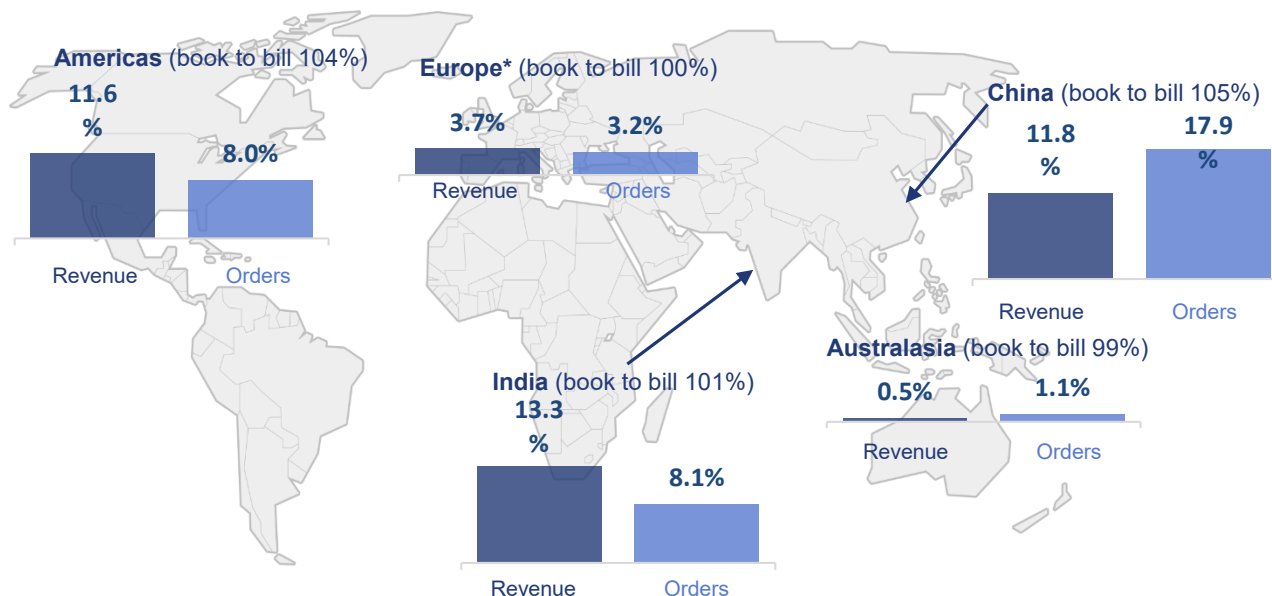 Americas (book to bill 104%)
11.6
%
8.0%
Revenue
Orders
Europe* (book to bill 100%)
3.7%
3.2%
Revenue
Orders
China (book to bill 105%)
11.8
%
17.9
%
Revenue
Orders
India (book to bill 101%)
13.3
%
8.1%
Revenue
Orders
Australasia (book to bill 99%)
0.5%
1.1%
Revenue
Orders